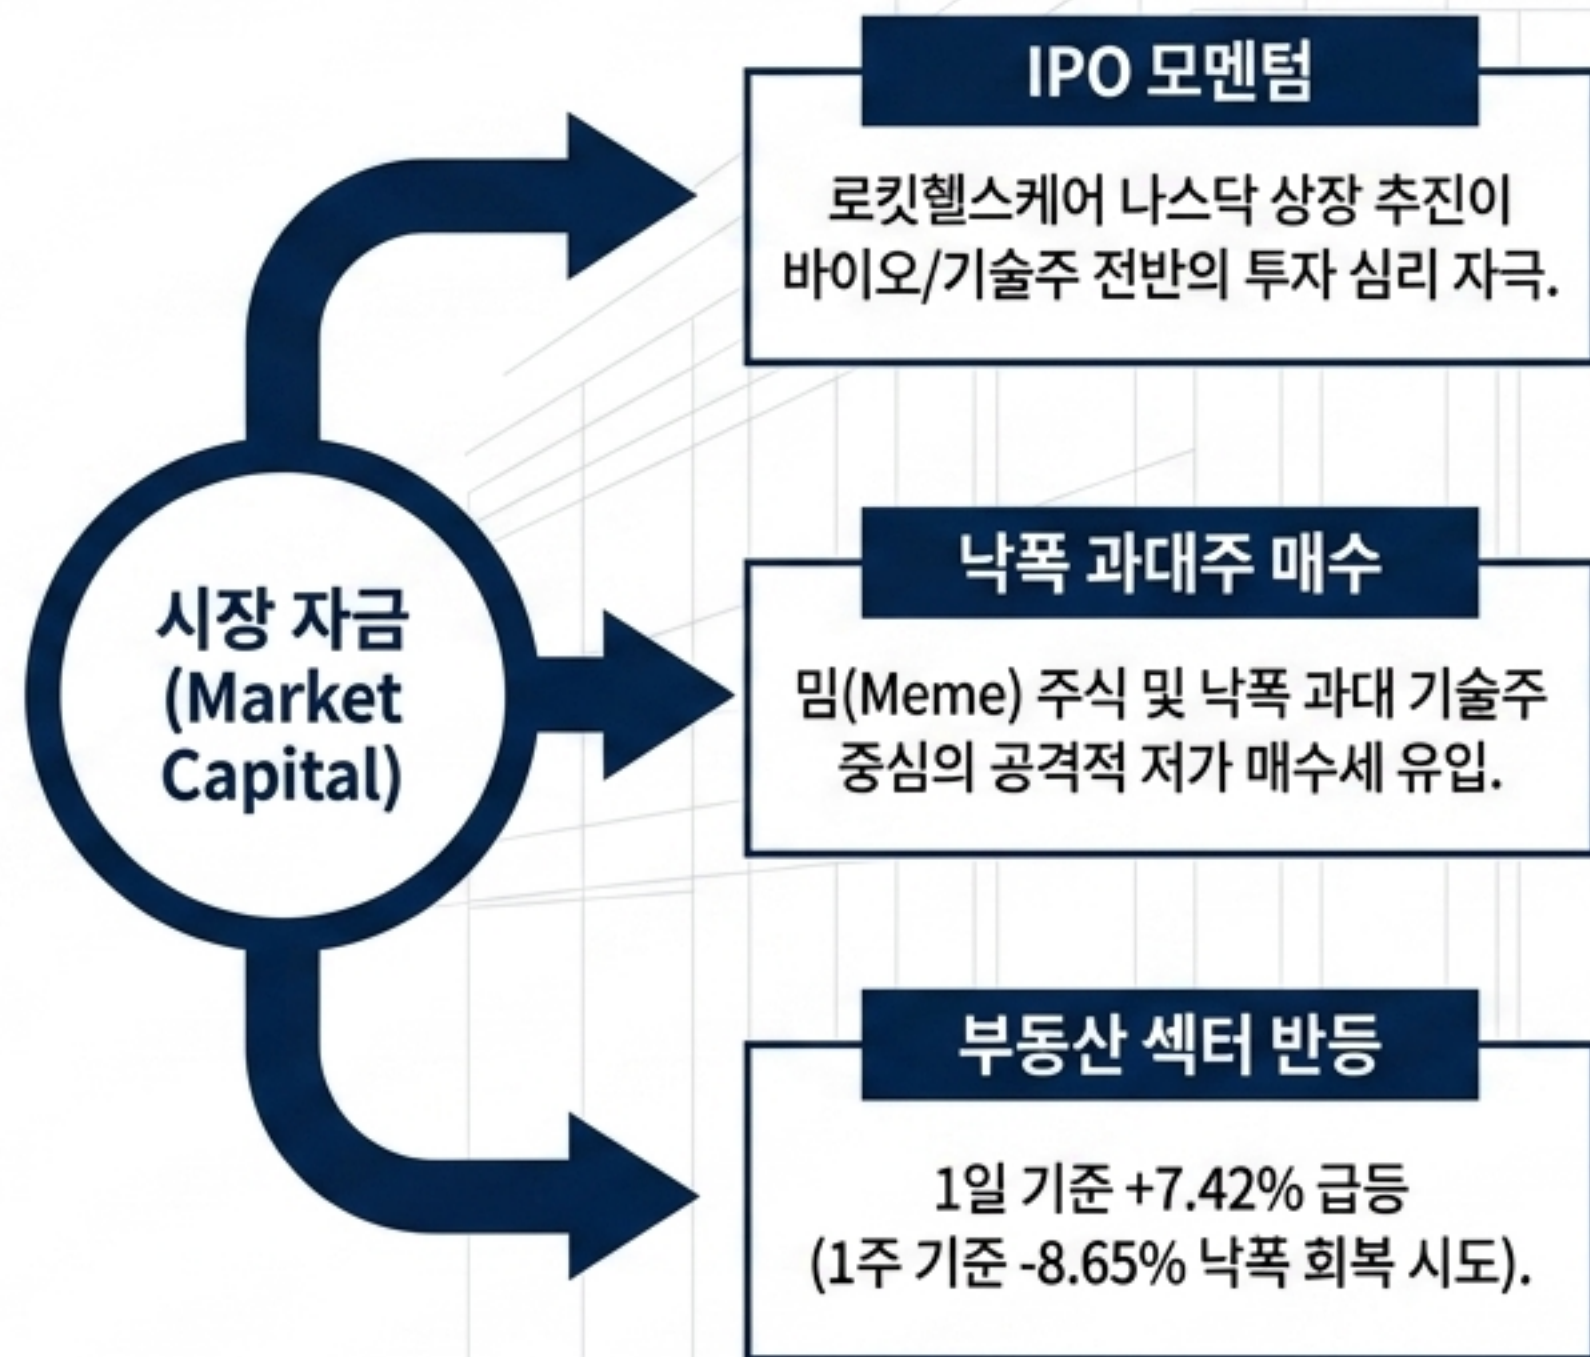 IPO 모멘텀
로킷헬스케어 나스닥 상장 추진이
바이오/기술주 전반의 투자 심리 자극.
시장 자금
(Market
Capital)
낙폭 과대주 매수
밈(Meme) 주식 및 낙폭 과대 기술주
중심의 공격적 저가 매수세 유입.
부동산 섹터 반등
1일 기준 +7.42% 급등
(1주 기준 -8.65% 낙폭 회복 시도).